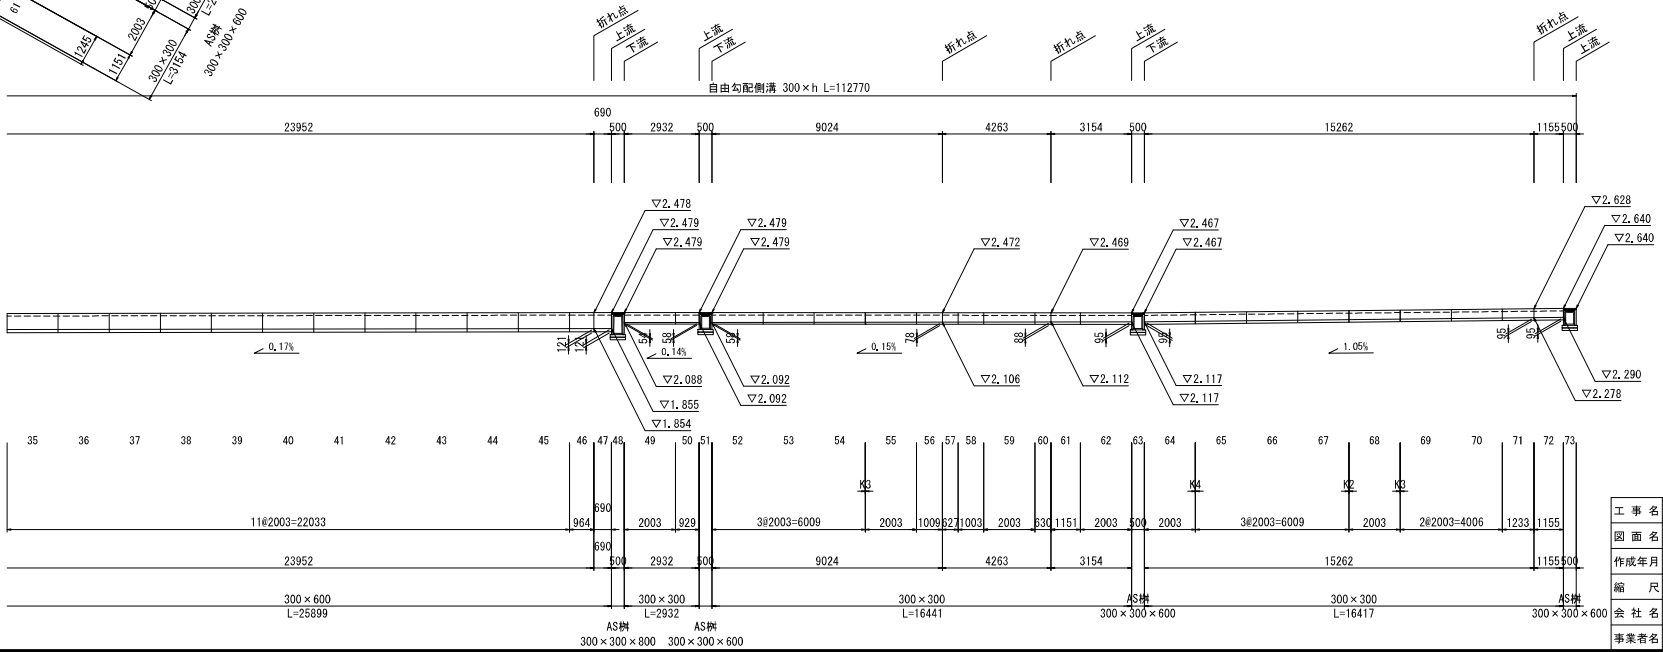 61
1245
1151
2003
300×300
L=3154
AS桝
300×300×600
折れ点
上流
下流
上流
下流
折れ点
折れ点
上流
下流
折れ点
上流
上流
自由勾配側溝 300×h L=112770
690
23952 500 2932 500 9024 4263 3154 500 15262 1155 500
▽2.478
▽2.479
▽2.479
▽2.479
▽2.479
▽2.472
▽2.469
▽2.467
▽2.467
▽2.628
▽2.640
▽2.640
121 58 78 88 95 95 95
0.17% 0.14% 0.15% 1.05%
▽2.088
▽1.855
▽1.854
▽2.092
▽2.092
▽2.106
▽2.112
▽2.117
▽2.117
▽2.290
▽2.278
35 36 37 38 39 40 41 42 43 44 45 46 47 48 49 50 51 52 53 54 55 56 57 58 59 60 61 62 63 64 65 66 67 68 69 70 71 72 73
K3 K4 K2 K3
690
11@2003=22033 964 2003 929 3@2003=6009 2003 1009 627 1003 2003 630 1151 2003 500 2003 3@2003=6009 2003 2@2003=4006 1233 1155
690
23952 500 2932 500 9024 4263 3154 15262 1155 500
300×600
L=25899
300×300
L=2932
300×300
L=16441
AS桝
300×300×600
300×300
L=16417
AS桝
300×300×600
AS桝
300×300×800
AS桝
300×300×600
工事名
図面名
作成年月
縮尺
会社名
事業者名